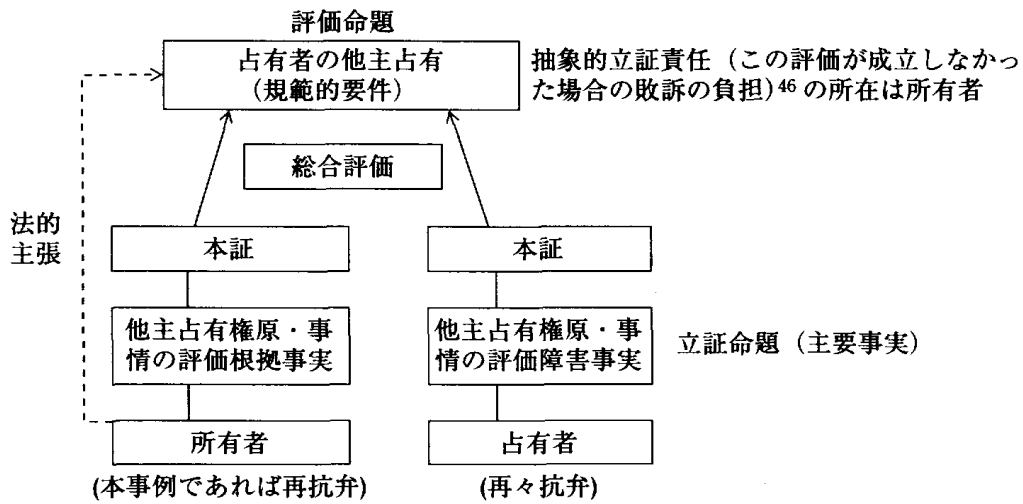 評価命題
占有者の他主占有
（規範的要件）
抽象的立証責任（この評価が成立しなかっ
た場合の敗訴の負担）46 の所在は所有者
総合評価
法的
主張
本証
本証
他主占有権原・事
情の評価根拠事実
他主占有権原・事
情の評価障害事実
立証命題（主要事実）
所有者
占有者
(本事例であれば再抗弁)
(再々抗弁)